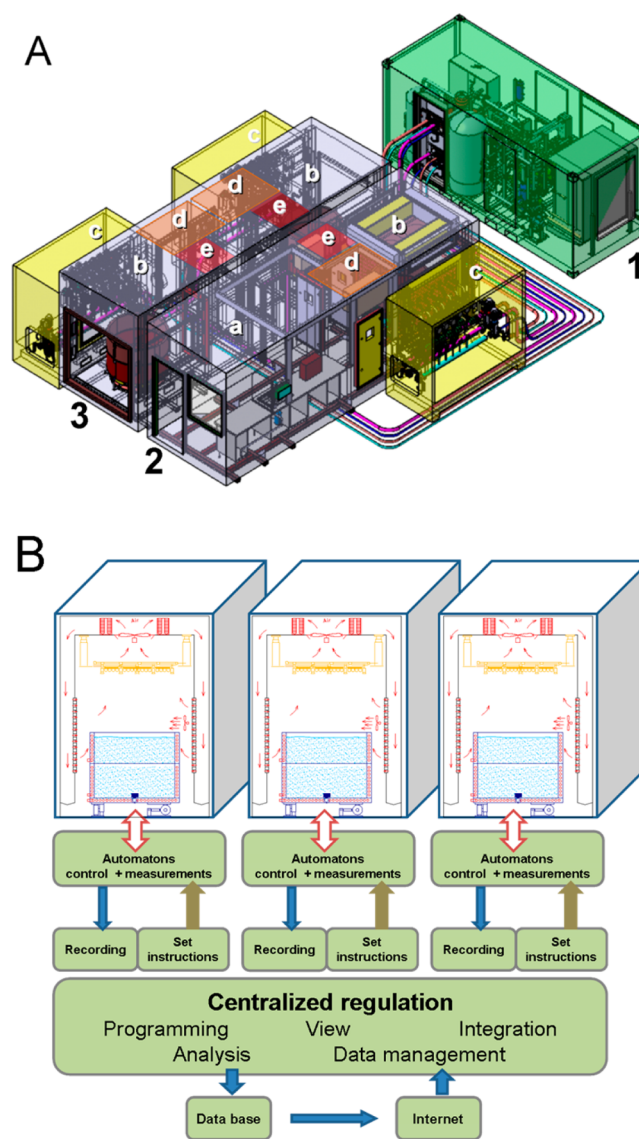 A
c
b
d
d
e
b
e
c
e
b
d
c
a
1
3
2
B
Automatons
control + measurements
Automatons
control + measurements
Automatons
control + measurements
Recording
Set
instructions
Recording
Set
instructions
Recording
Set
instructions
Centralized regulation
Programming View Integration
Analysis Data management
Data base
Internet